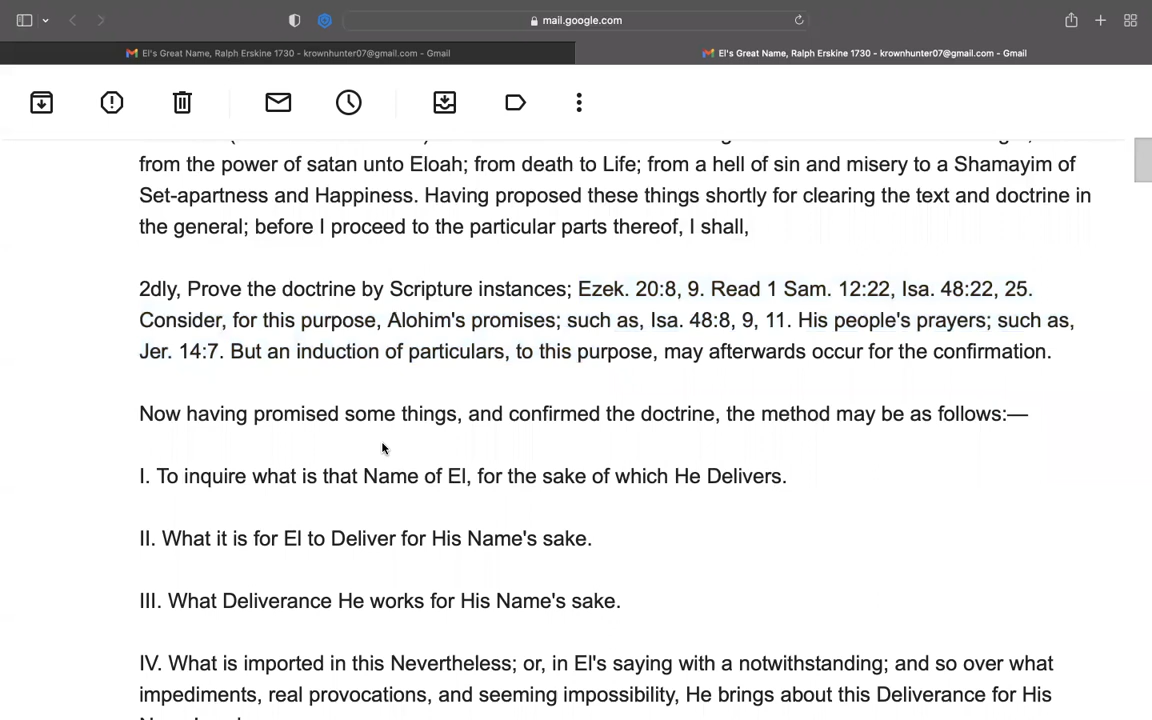 mail.google.com
El's Great Name, Ralph Erskine 1730 - krownhunter07@gmail.com - Gmail
El's Great Name, Ralph Erskine 1730 - krownhunter07@gmail.com - Gmail
from the power of satan unto Eloah; from death to Life; from a hell of sin and misery to a Shamayim of
Set-apartness and Happiness. Having proposed these things shortly for clearing the text and doctrine in
the general; before I proceed to the particular parts thereof, I shall,
2dly, Prove the doctrine by Scripture instances; Ezek. 20:8, 9. Read 1 Sam. 12:22, Isa. 48:22, 25.
Consider, for this purpose, Alohim's promises; such as, Isa. 48:8, 9, 11. His people's prayers; such as,
Jer. 14:7. But an induction of particulars, to this purpose, may afterwards occur for the confirmation.
Now having promised some things, and confirmed the doctrine, the method may be as follows:—
I. To inquire what is that Name of El, for the sake of which He Delivers.
II. What it is for El to Deliver for His Name's sake.
III. What Deliverance He works for His Name's sake.
IV. What is imported in this Nevertheless; or, in El's saying with a notwithstanding; and so over what
impediments, real provocations, and seeming impossibility, He brings about this Deliverance for His